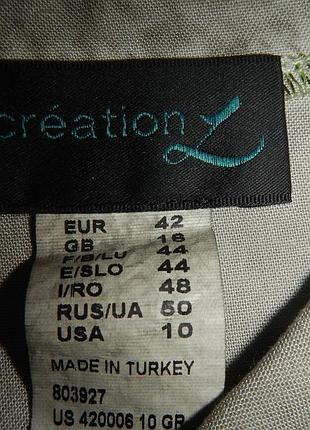 création L
EUR 42
GB 16
F/B/LU 44
E/SLO 44
I/RO 48
RUS/UA 50
USA 10
MADE IN TURKEY
803927
US 420006 10 GR